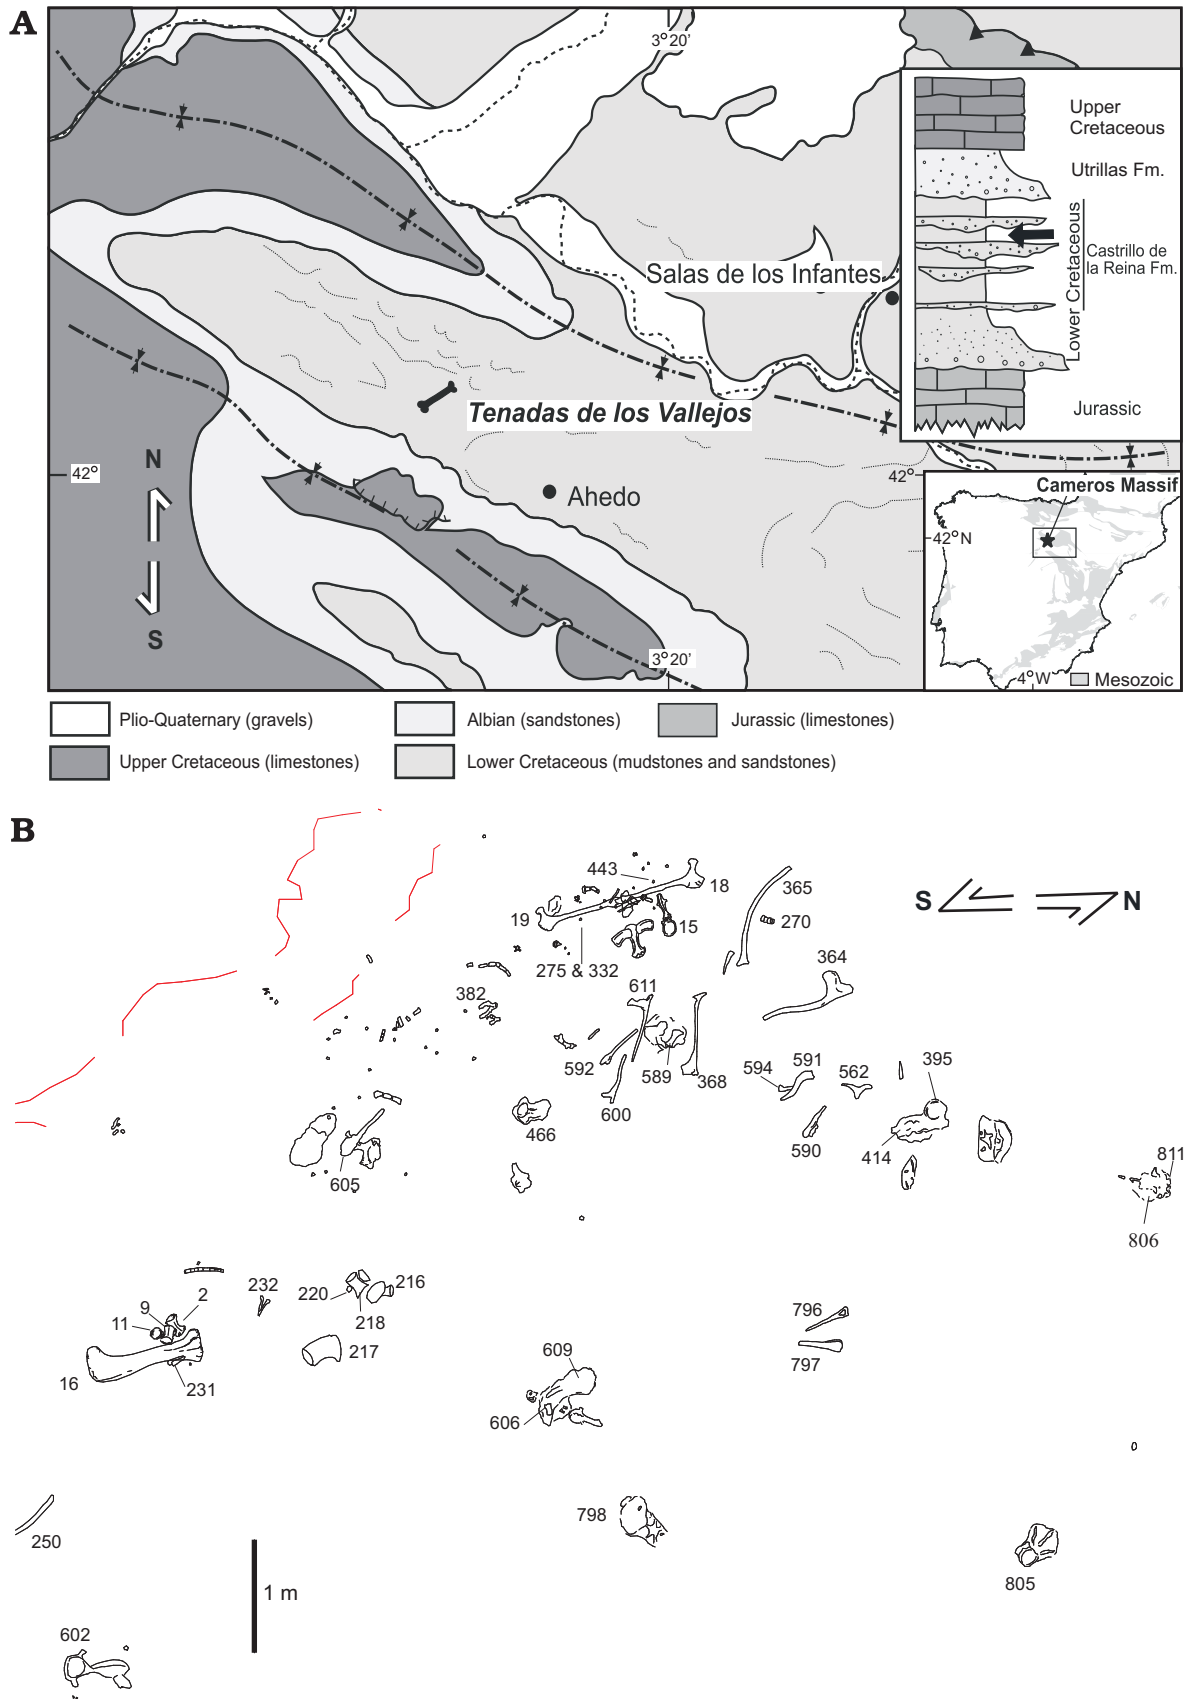 A
3°20'
Upper
Cretaceous
Utrillas Fm.
Lower Cretaceous
Castrillo de
la Reina Fm.
Jurassic
Salas de los Infantes
Tenadas de los Vallejos
42°
42°
N
S
Ahedo
3°20'
Cameros Massif
42°N
4°W
Mesozoic
Plio-Quaternary (gravels)
Albian (sandstones)
Jurassic (limestones)
Upper Cretaceous (limestones)
Lower Cretaceous (mudstones and sandstones)
B
443
18
365
S
N
19
15
270
275 & 332
364
382
611
592
589
368
594
591
562
395
600
466
590
414
605
811
806
232
220
216
9
2
11
218
796
217
797
16
231
609
606
250
798
805
1 m
602